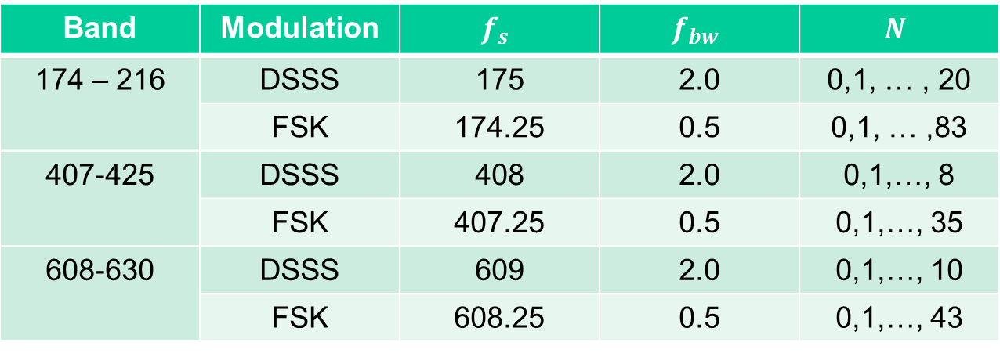 Band Modulation f_s f_bw N
174 – 216 DSSS 175 2.0 0,1, … , 20
FSK 174.25 0.5 0,1, … ,83
407-425 DSSS 408 2.0 0,1,…, 8
FSK 407.25 0.5 0,1,…, 35
608-630 DSSS 609 2.0 0,1,…, 10
FSK 608.25 0.5 0,1,…, 43